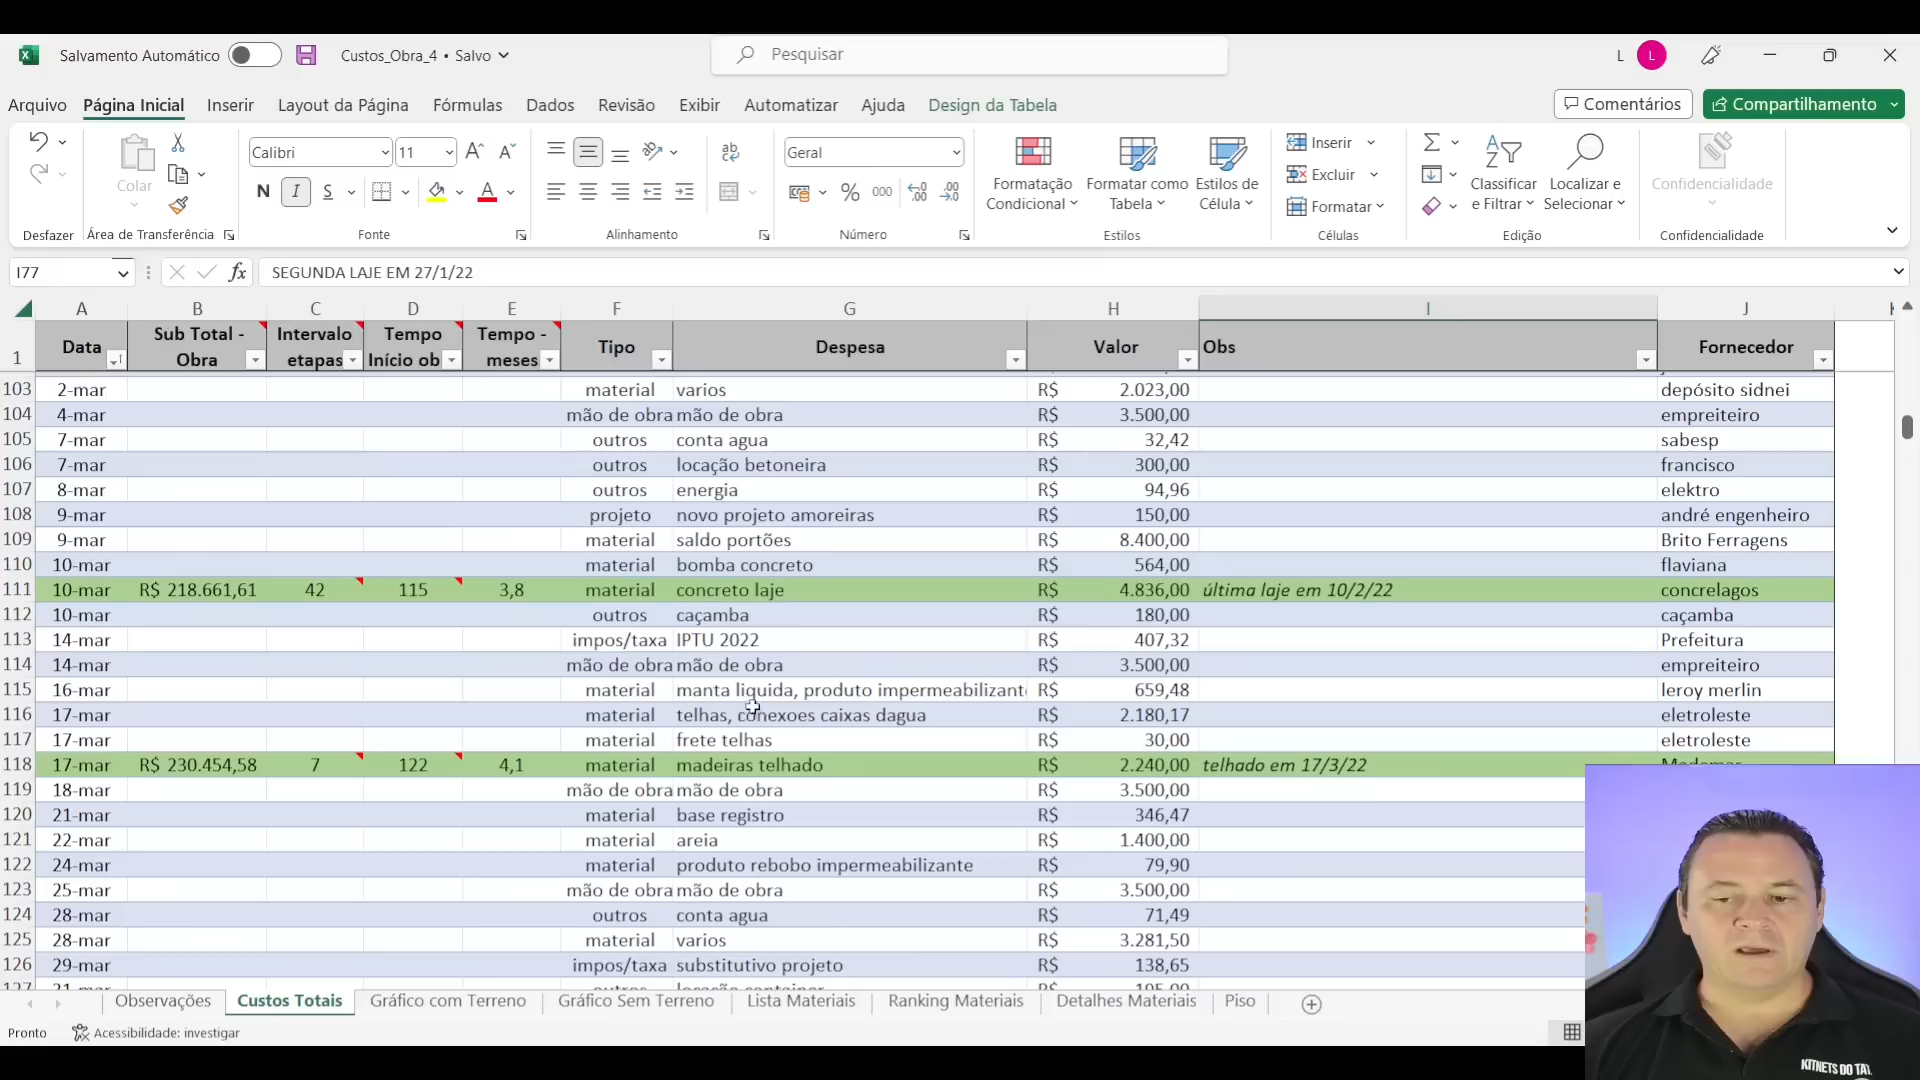 Salvamento Automático
Custos_Obra_4 • Salvo
Pesquisar
L
L
Arquivo Página Inicial Inserir Layout da Página Fórmulas Dados Revisão Exibir Automatizar Ajuda Design da Tabela
Comentários
Compartilhamento
Colar
Desfazer
Área de Transferência
Calibri
11
N I S
Fonte
ab
Alinhamento
Geral
% 000
Número
Formatação Condicional
Formatar como Tabela
Estilos de Célula
Estilos
Inserir
Excluir
Formatar
Células
Classificar e Filtrar
Localizar e Selecionar
Edição
Confidencialidade
Confidencialidade
I77
fx
SEGUNDA LAJE EM 27/1/22
A B C D E F G H I J
1 Data Sub Total - Obra Intervalo etapas Tempo Início ob Tempo - meses Tipo Despesa Valor Obs Fornecedor
103 2-mar material varios R$ 2.023,00 depósito sidnei
104 4-mar mão de obra mão de obra R$ 3.500,00 empreiteiro
105 7-mar outros conta agua R$ 32,42 sabesp
106 7-mar outros locação betoneira R$ 300,00 francisco
107 8-mar outros energia R$ 94,96 elektro
108 9-mar projeto novo projeto amoreiras R$ 150,00 andré engenheiro
109 9-mar material saldo portões R$ 8.400,00 Brito Ferragens
110 10-mar material bomba concreto R$ 564,00 flaviana
111 10-mar R$ 218.661,61 42 115 3,8 material concreto laje R$ 4.836,00 última laje em 10/2/22 concrelagos
112 10-mar outros caçamba R$ 180,00 caçamba
113 14-mar impos/taxa IPTU 2022 R$ 407,32 Prefeitura
114 14-mar mão de obra mão de obra R$ 3.500,00 empreiteiro
115 16-mar material manta liquida, produto impermeabilizant R$ 659,48 leroy merlin
116 17-mar material telhas, conexoes caixas dagua R$ 2.180,17 eletroleste
117 17-mar material frete telhas R$ 30,00 eletroleste
118 17-mar R$ 230.454,58 7 122 4,1 material madeiras telhado R$ 2.240,00 telhado em 17/3/22
119 18-mar mão de obra mão de obra R$ 3.500,00
120 21-mar material base registro R$ 346,47
121 22-mar material areia R$ 1.400,00
122 24-mar material produto rebobo impermeabilizante R$ 79,90
123 25-mar mão de obra mão de obra R$ 3.500,00
124 28-mar outros conta agua R$ 71,49
125 28-mar material varios R$ 3.281,50
126 29-mar impos/taxa substitutivo projeto R$ 138,65
Observações Custos Totais Gráfico com Terreno Gráfico Sem Terreno Lista Materiais Ranking Materiais Detalhes Materiais Piso
Pronto
Acessibilidade: investigar
KITNETS DO